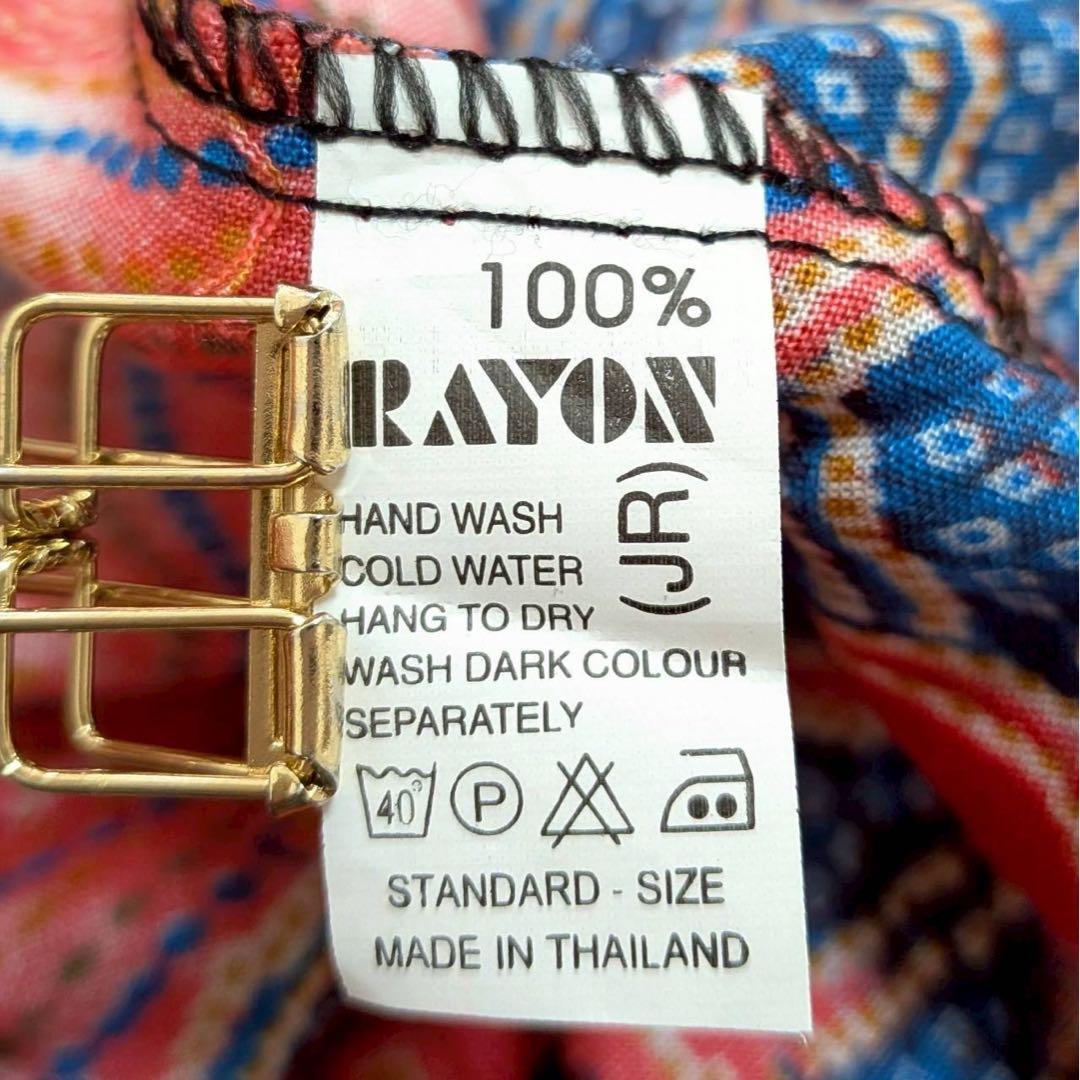 100%
RAYON
(JR)
HAND WASH
COLD WATER
HANG TO DRY
WASH DARK COLOUR
SEPARATELY
40° P
STANDARD - SIZE
MADE IN THAILAND